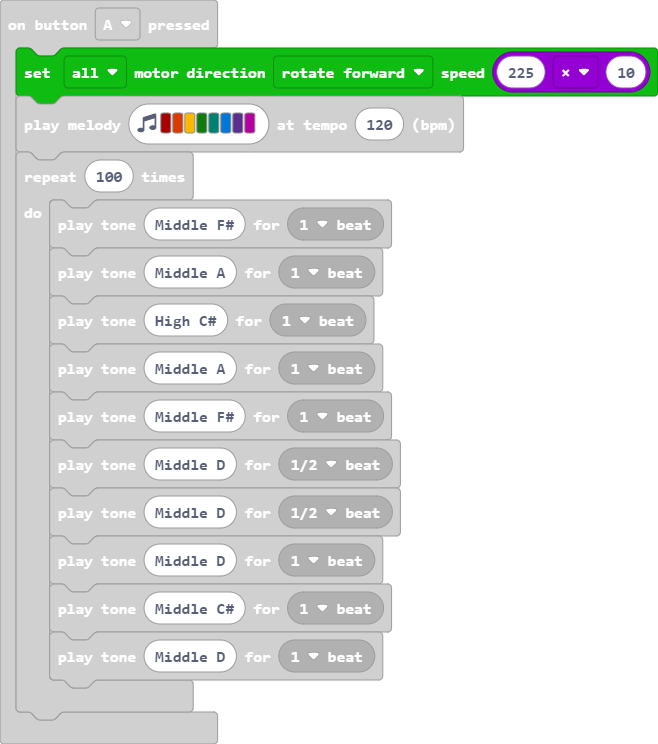 on button A pressed
set all motor direction rotate forward speed 225 × 10
play melody at tempo 120 (bpm)
repeat 100 times
do
play tone Middle F# for 1 beat
play tone Middle A for 1 beat
play tone High C# for 1 beat
play tone Middle A for 1 beat
play tone Middle F# for 1 beat
play tone Middle D for 1/2 beat
play tone Middle D for 1/2 beat
play tone Middle D for 1 beat
play tone Middle C# for 1 beat
play tone Middle D for 1 beat